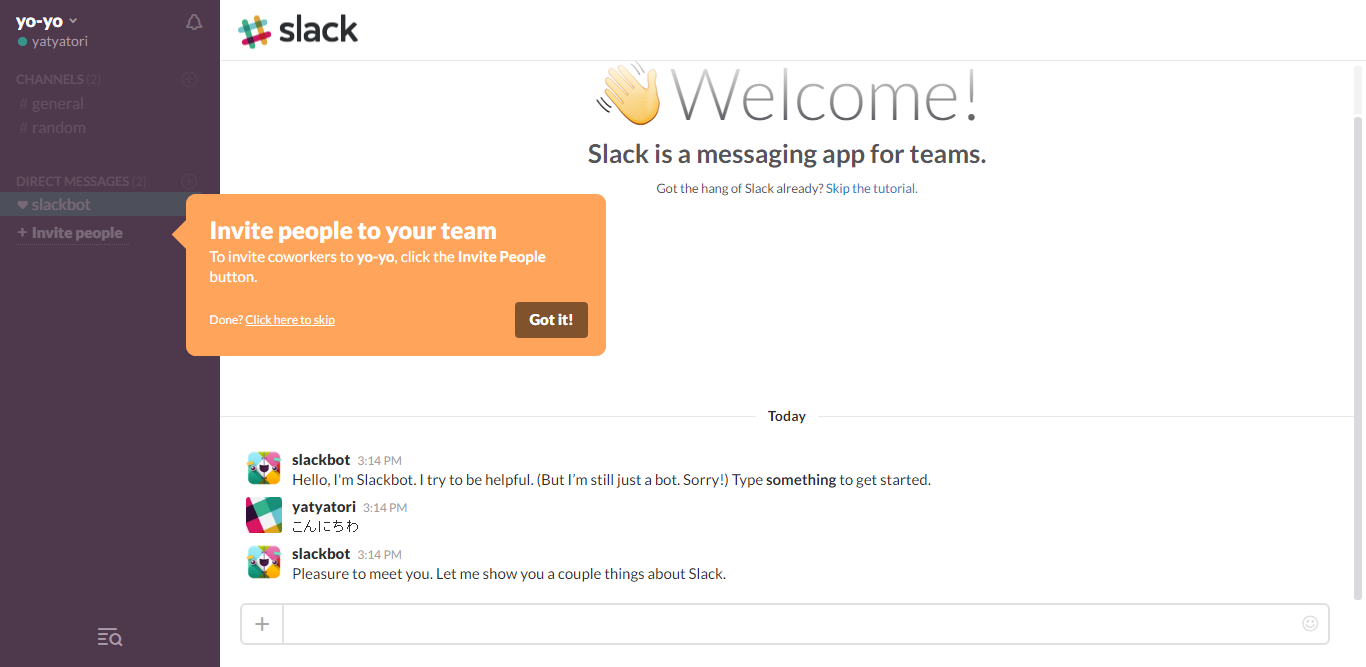 yo-yo
yatyatori
CHANNELS (2)
# general
# random
DIRECT MESSAGES (2)
slackbot
+ Invite people
slack
Welcome!
Slack is a messaging app for teams.
Got the hang of Slack already? Skip the tutorial.
Invite people to your team
To invite coworkers to yo-yo, click the Invite People
button.
Done? Click here to skip
Got it!
Today
slackbot 3:14 PM
Hello, I'm Slackbot. I try to be helpful. (But I’m still just a bot. Sorry!) Type something to get started.
yatyatori 3:14 PM
こんにちわ
slackbot 3:14 PM
Pleasure to meet you. Let me show you a couple things about Slack.